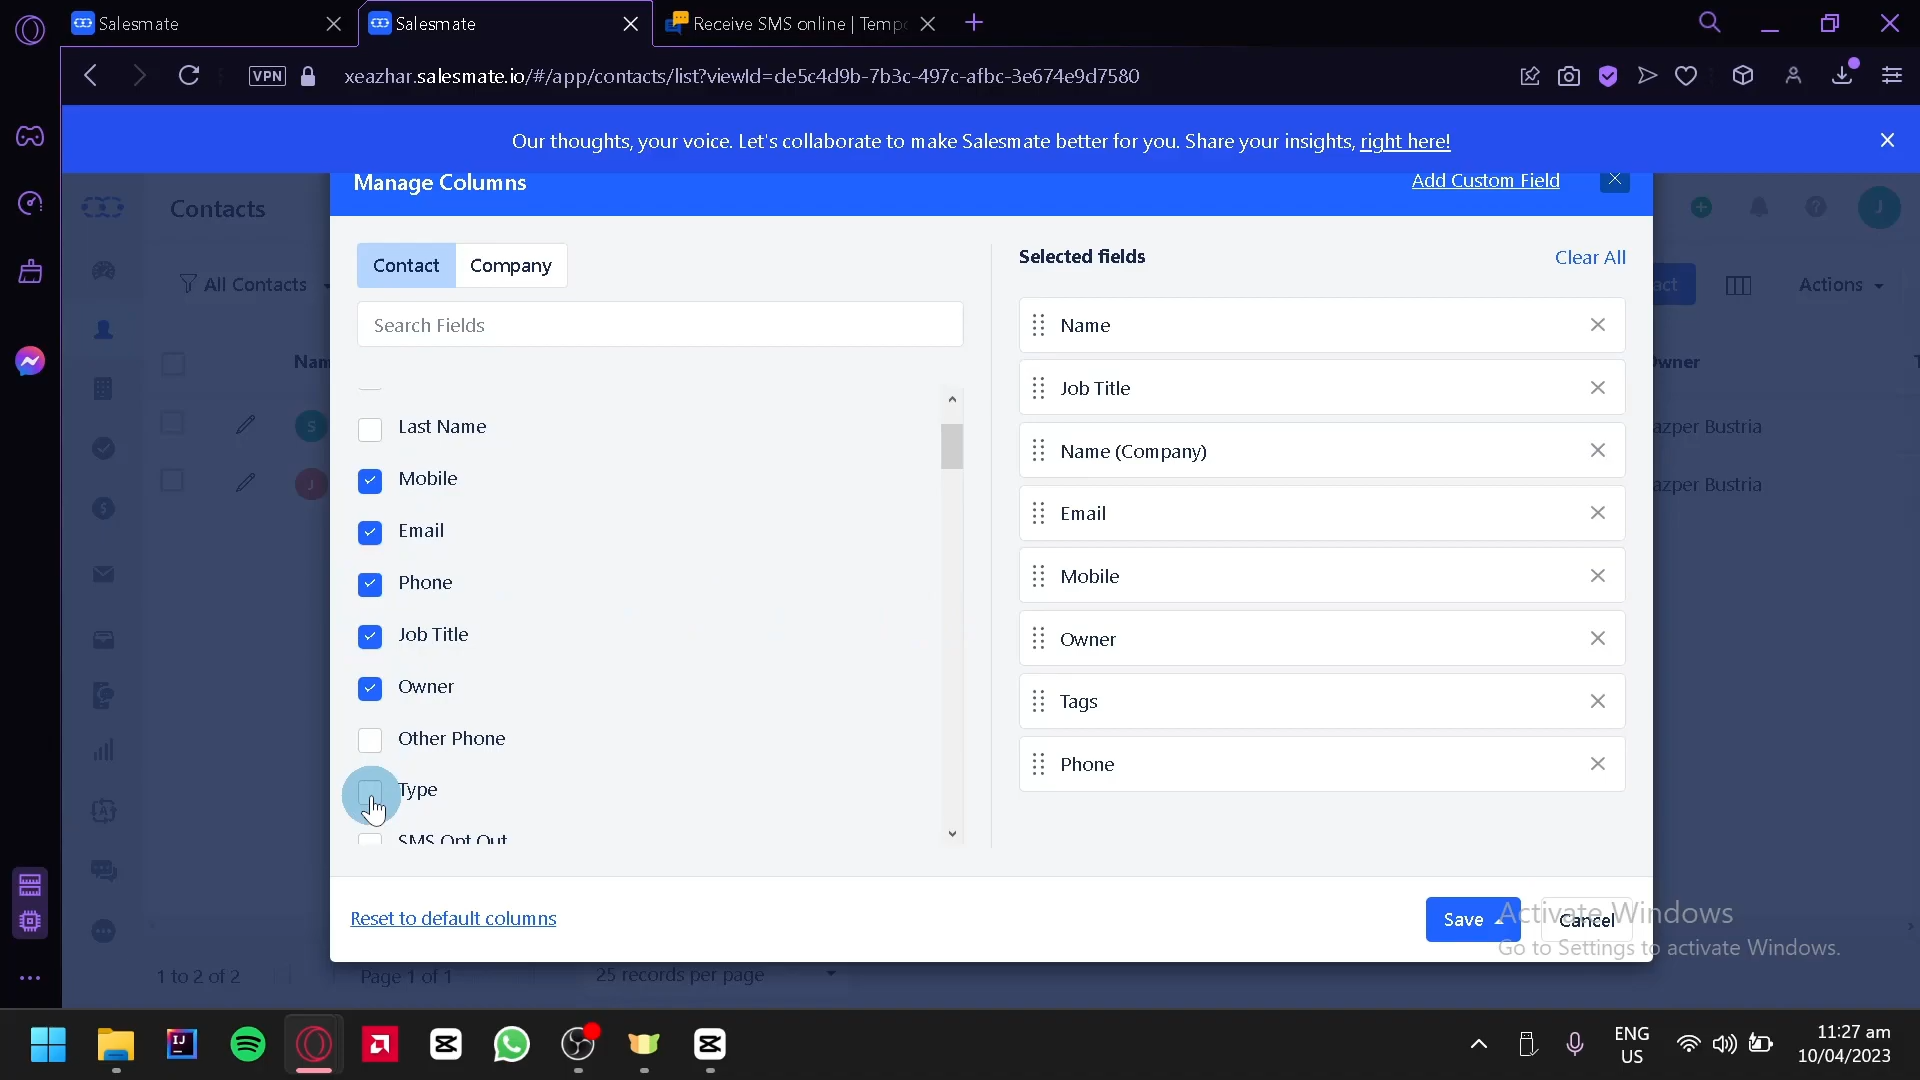 Salesmate
Salesmate
Receive SMS online | Temp
VPN
xeazhar.salesmate.io/#/app/contacts/list?viewId=de5c4d9b-7b3c-497c-afbc-3e674e9d7580
Our thoughts, your voice. Let's collaborate to make Salesmate better for you. Share your insights, right here!
Manage Columns
Add Custom Field
Contacts
J
Contact
Company
Selected fields
Clear All
All Contacts
Actions
Search Fields
Name
Job Title
Name (Company)
Email
Mobile
Owner
Tags
Phone
Last Name
Mobile
Email
Phone
Job Title
Owner
Other Phone
Type
SMS Opt Out
S
J
Reset to default columns
Save
Cancel
Activate Windows
Go to Settings to activate Windows.
1 to 2 of 2
Page 1 of 1
25 records per page
ENG
US
11:27 am
10/04/2023